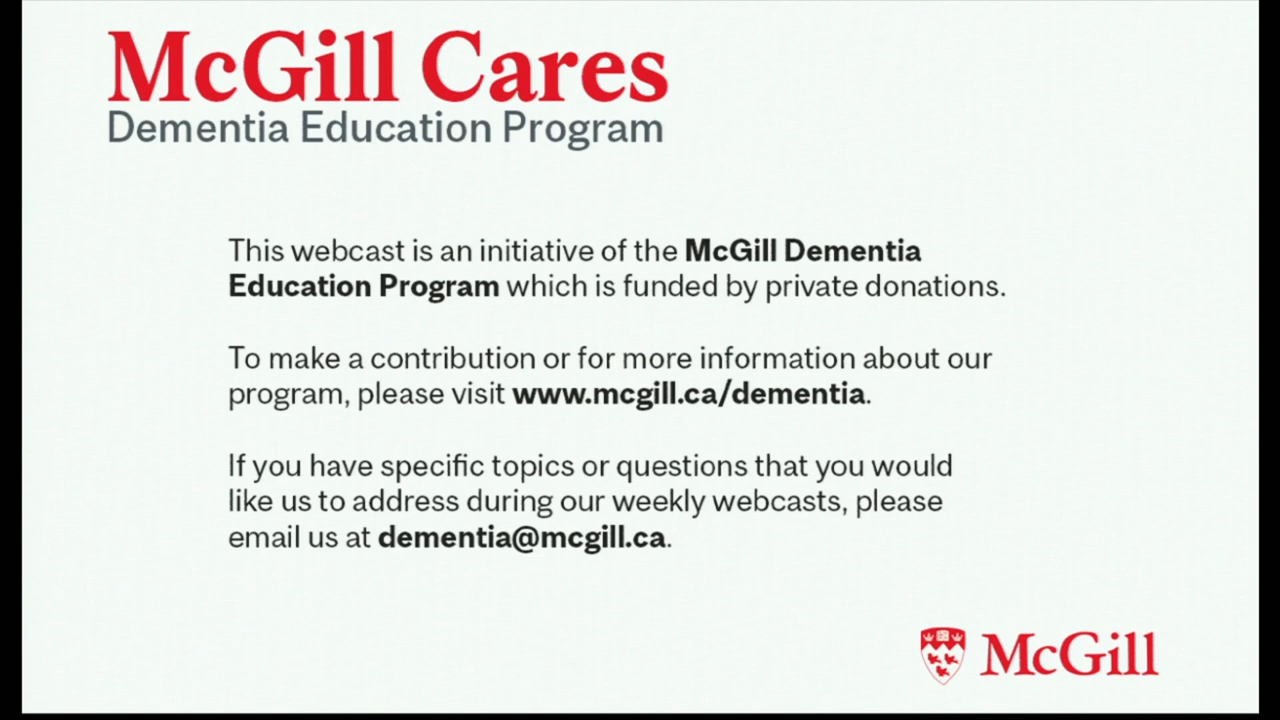 McGill Cares
Dementia Education Program
This webcast is an initiative of the McGill Dementia
Education Program which is funded by private donations.
To make a contribution or for more information about our
program, please visit www.mcgill.ca/dementia.
If you have specific topics or questions that you would
like us to address during our weekly webcasts, please
email us at dementia@mcgill.ca.
McGill